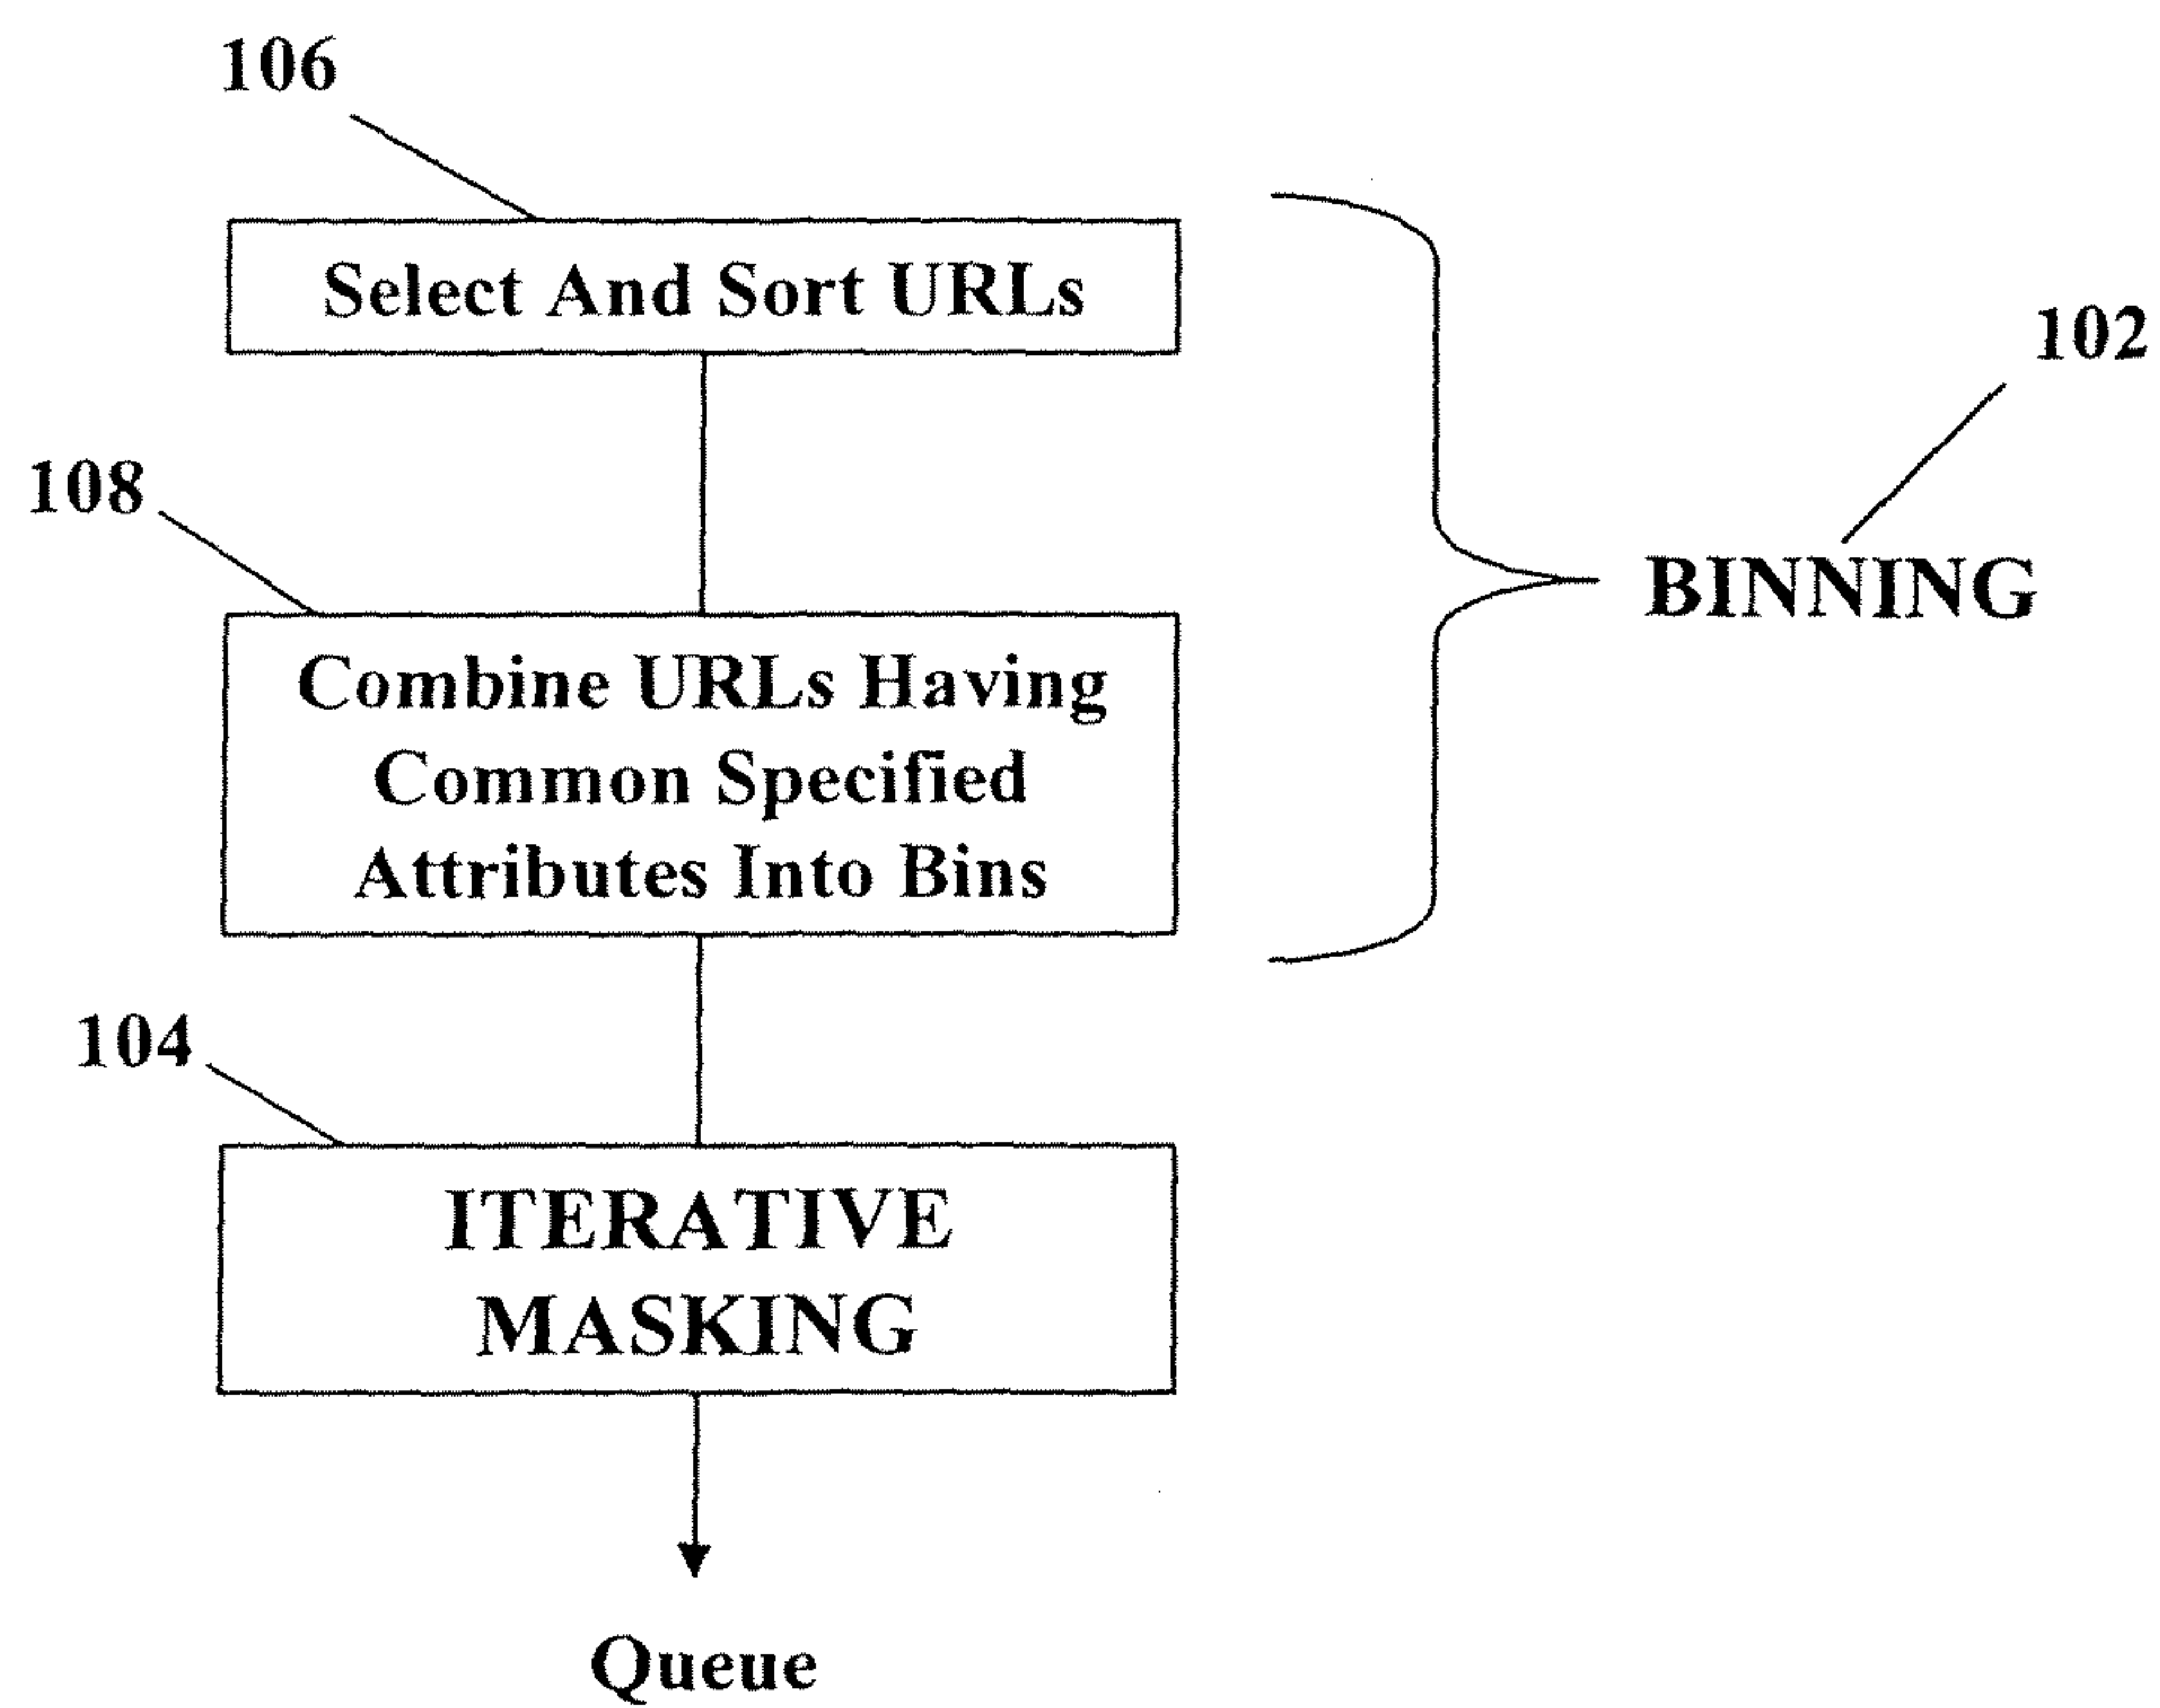 106
Select And Sort URLs
102
108
BINNING
Combine URLs Having
Common Specified
Attributes Into Bins
104
ITERATIVE
MASKING
Queue